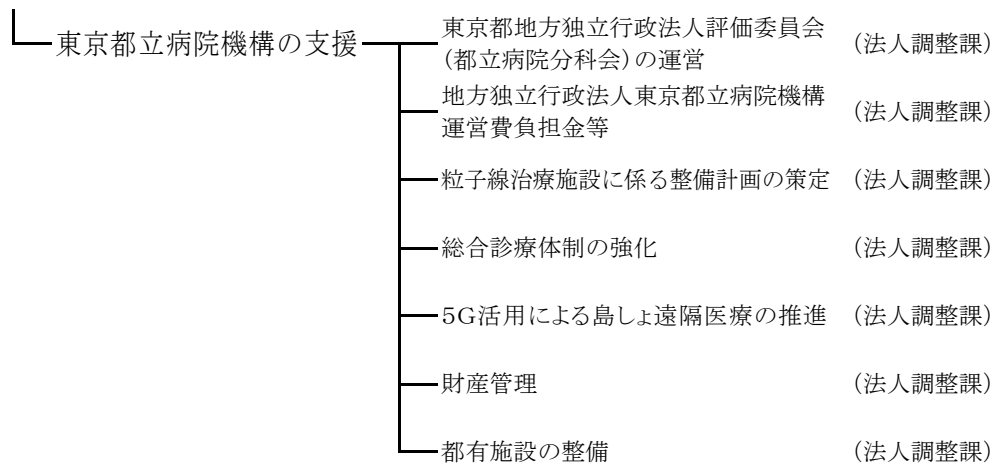 東京都立病院機構の支援
東京都地方独立行政法人評価委員会
(都立病院分科会)の運営
(法人調整課)
地方独立行政法人東京都立病院機構
運営費負担金等
(法人調整課)
粒子線治療施設に係る整備計画の策定 (法人調整課)
総合診療体制の強化 (法人調整課)
5G活用による島しょ遠隔医療の推進 (法人調整課)
財産管理 (法人調整課)
都有施設の整備 (法人調整課)